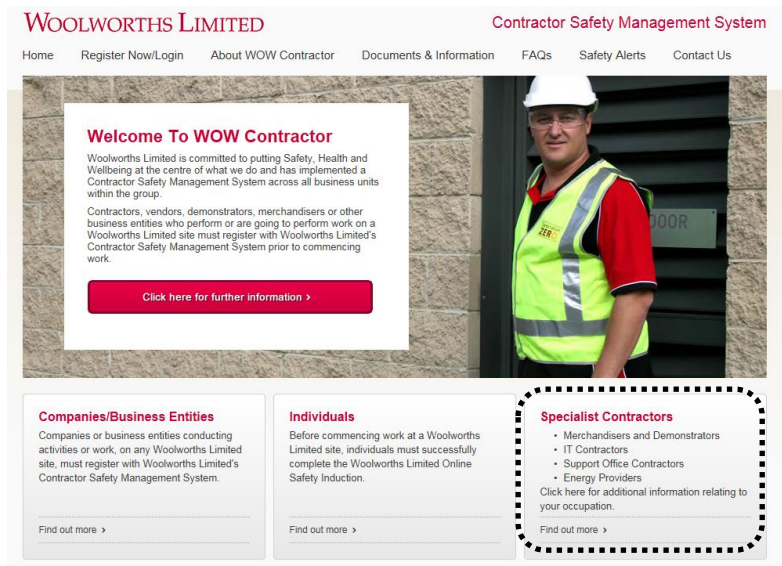 WOOLWORTHS LIMITED
Contractor Safety Management System
Home Register Now/Login About WOW Contractor Documents & Information FAQs Safety Alerts Contact Us
Welcome To WOW Contractor
Woolworths Limited is committed to putting Safety, Health and
Wellbeing at the centre of what we do and has implemented a
Contractor Safety Management System across all business units
within the group.
Contractors, vendors, demonstrators, merchandisers or other
business entities who perform or are going to perform work on a
Woolworths Limited site must register with Woolworths Limited's
Contractor Safety Management System prior to commencing
work.
Click here for further information >
ZERO
DOOR
Companies/Business Entities
Companies or business entities conducting
activities or work, on any Woolworths Limited
site, must register with Woolworths Limited's
Contractor Safety Management System.
Find out more >
Individuals
Before commencing work at a Woolworths
Limited site, individuals must successfully
complete the Woolworths Limited Online
Safety Induction.
Find out more >
Specialist Contractors
• Merchandisers and Demonstrators
• IT Contractors
• Support Office Contractors
• Energy Providers
Click here for additional information relating to
your occupation.
Find out more >